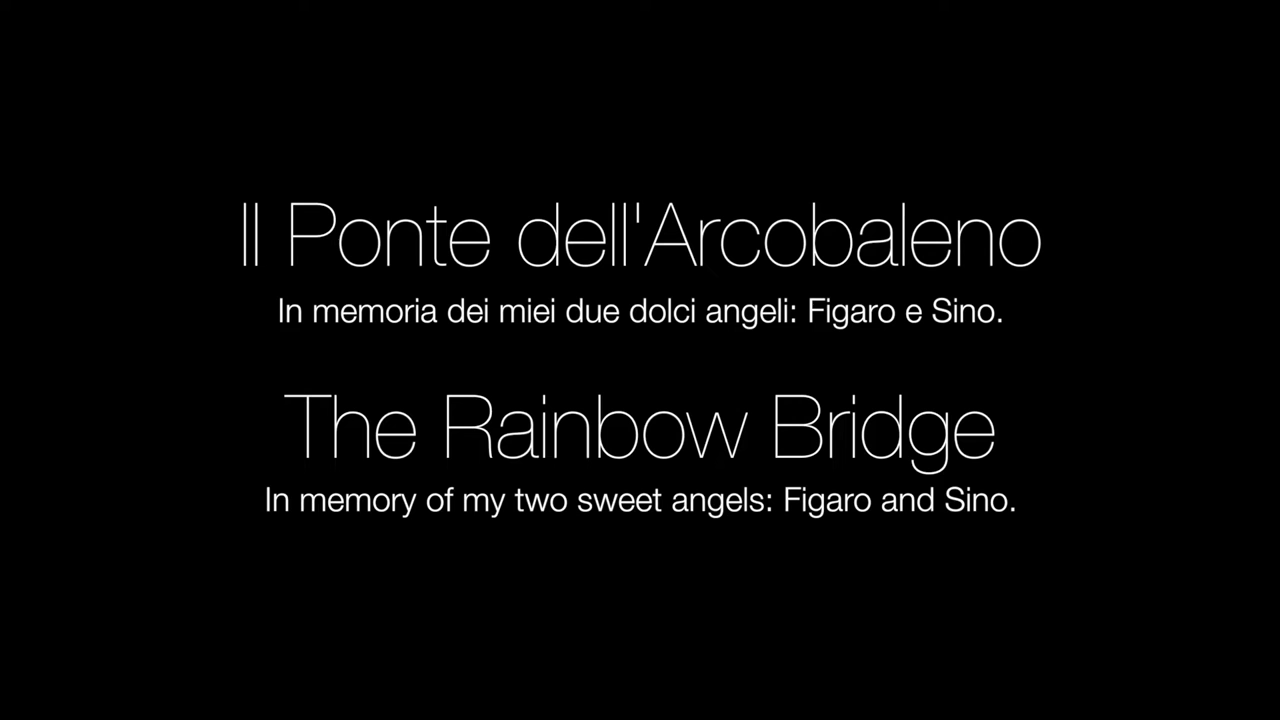 Il Ponte dell'Arcobaleno
In memoria dei miei due dolci angeli: Figaro e Sino.
The Rainbow Bridge
In memory of my two sweet angels: Figaro and Sino.